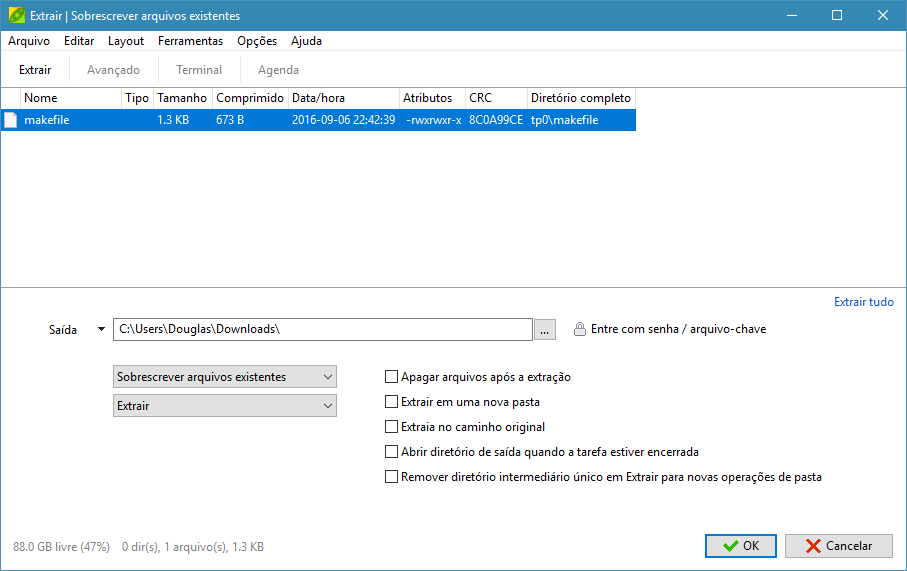 Extrair | Sobrescrever arquivos existentes
Arquivo Editar Layout Ferramentas Opções Ajuda
Extrair Avançado Terminal Agenda
Nome Tipo Tamanho Comprimido Data/hora Atributos CRC Diretório completo
makefile 1.3 KB 673 B 2016-09-06 22:42:39 -rwxrwxr-x 8C0A99CE tp0\makefile
Extrair tudo
Saída C:\Users\Douglas\Downloads\ ... Entre com senha / arquivo-chave
Sobrescrever arquivos existentes
Extrair
Apagar arquivos após a extração
Extrair em uma nova pasta
Extraia no caminho original
Abrir diretório de saída quando a tarefa estiver encerrada
Remover diretório intermediário único em Extrair para novas operações de pasta
88.0 GB livre (47%) 0 dir(s), 1 arquivo(s), 1.3 KB
OK Cancelar